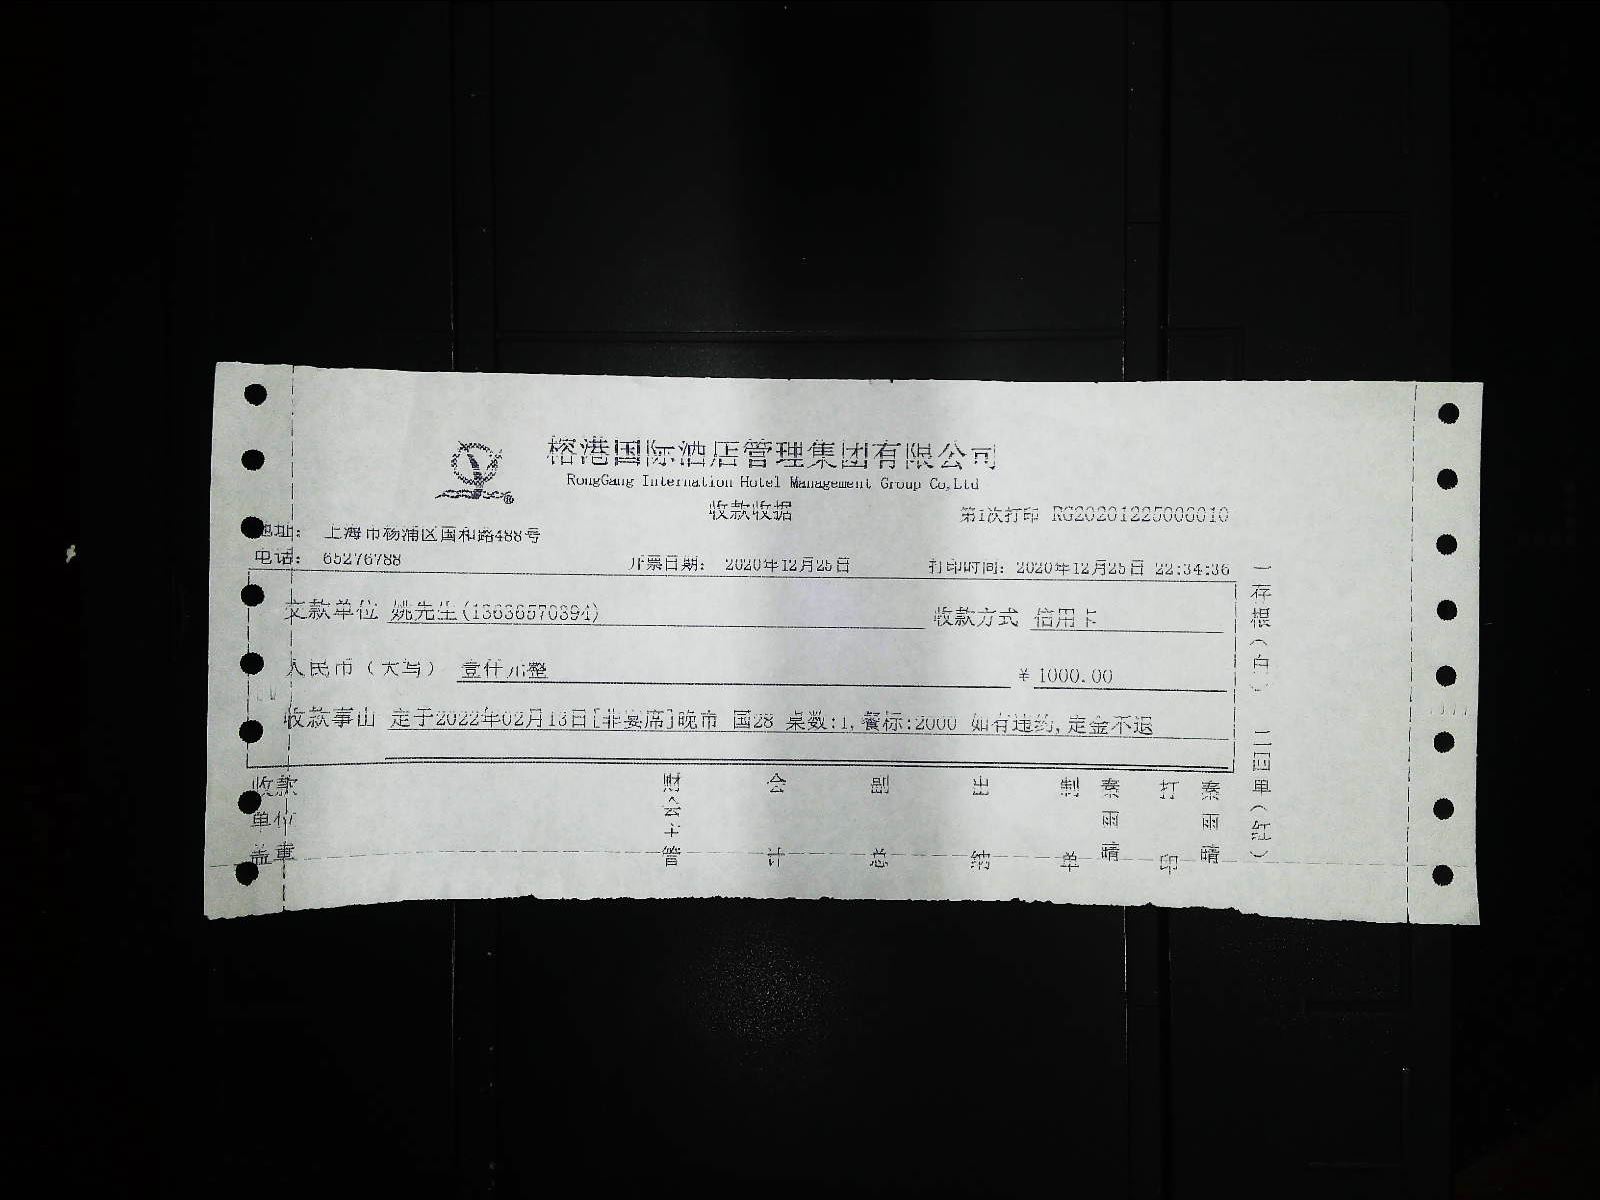 榕港国际酒店管理集团有限公司
RongGang Internation Hotel Management Group Co,Ltd
收款收据
第1次打印 RG20201225006010
地址： 上海市杨浦区国和路488号
电话： 65276788
开票日期： 2020年12月25日
打印时间：2020年12月25日 22:34:36
交款单位 姚先生(13636570394)
收款方式 信用卡
人民币（大写） 壹仟元整
¥ 1000.00
收款事由 定于2022年02月13日[非宴席]晚市 国28 桌数:1,餐标:2000 如有违约,定金不退
收款单位盖章
财会主管
会计
副总
出纳
制单
秦雨晴
打印
秦雨晴
一存根(白) 二回单(红)